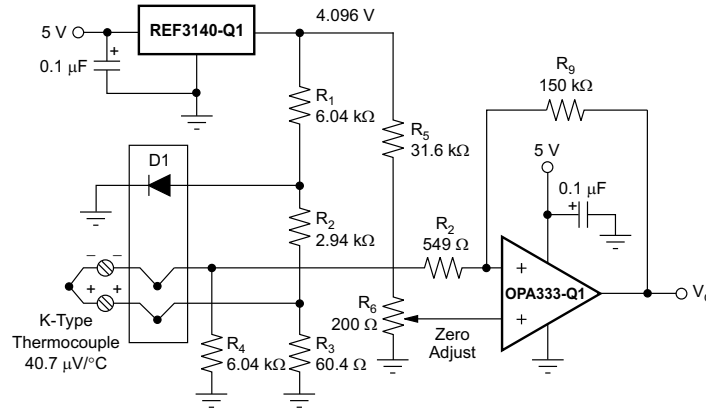 REF3140-Q1
5 V
4.096 V
+
0.1 μF
R1
6.04 kΩ
R5
31.6 kΩ
R9
150 kΩ
D1
5 V
0.1 μF
+
R2
2.94 kΩ
R2
549 Ω
− −
+ +
K-Type
Thermocouple
40.7 μV/°C
R4
6.04 kΩ
R3
60.4 Ω
R6
200 Ω
Zero
Adjust
+
OPA333-Q1
+